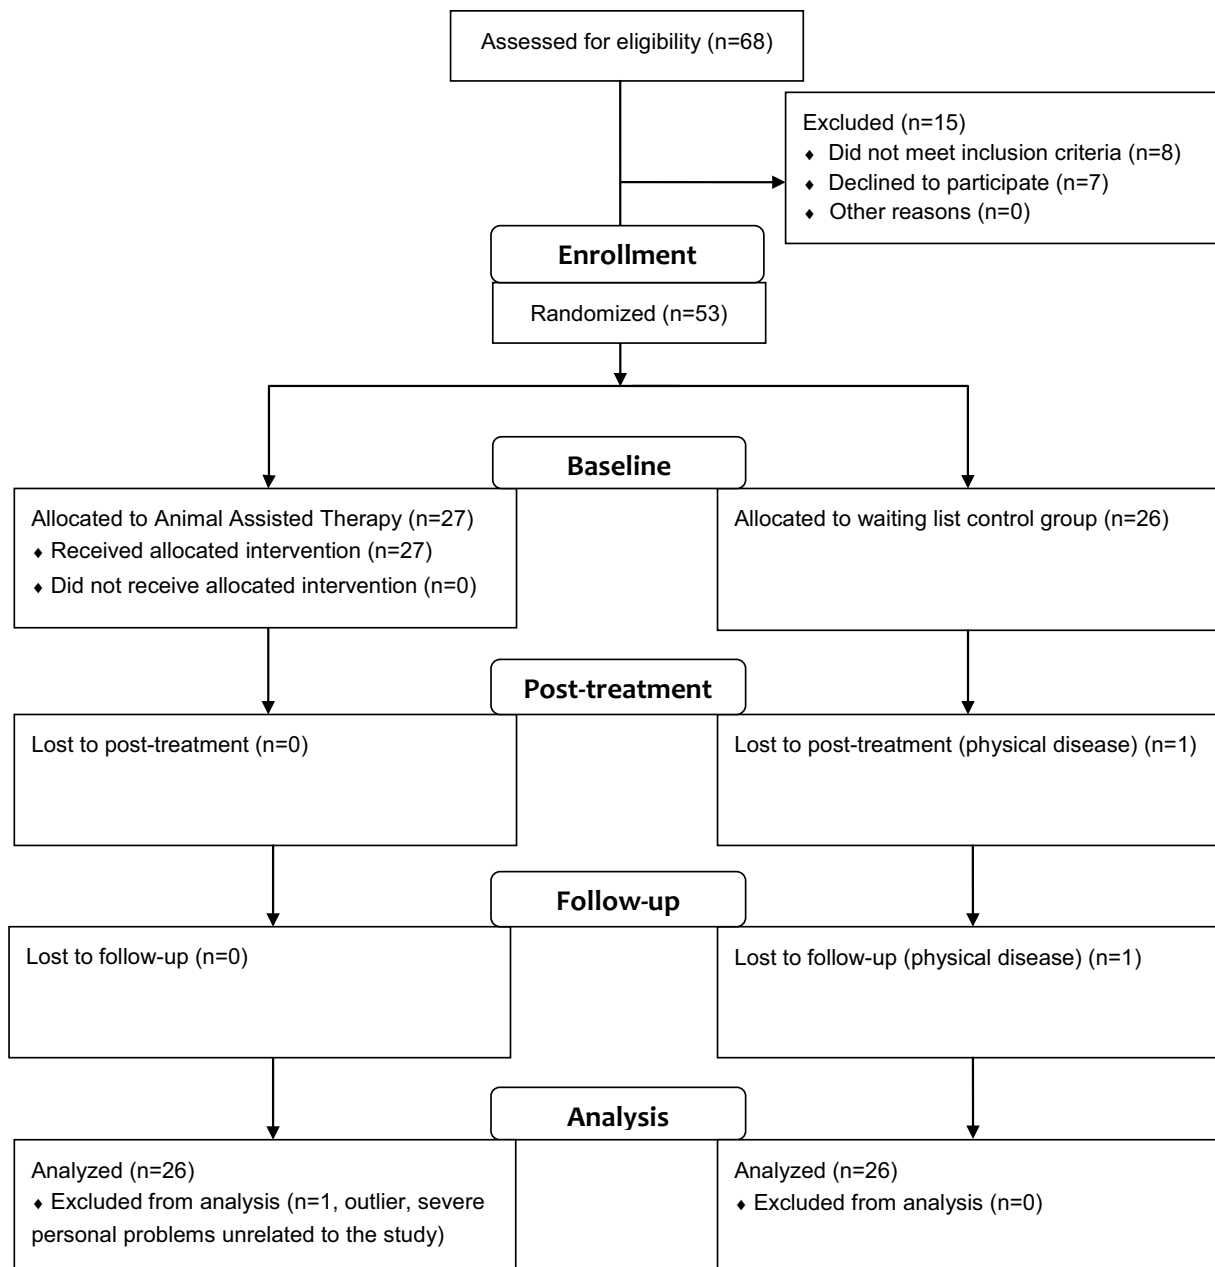 Assessed for eligibility (n=68)
Excluded (n=15)
♦ Did not meet inclusion criteria (n=8)
♦ Declined to participate (n=7)
♦ Other reasons (n=0)
Enrollment
Randomized (n=53)
Baseline
Allocated to Animal Assisted Therapy (n=27)
♦ Received allocated intervention (n=27)
♦ Did not receive allocated intervention (n=0)
Allocated to waiting list control group (n=26)
Post-treatment
Lost to post-treatment (n=0)
Lost to post-treatment (physical disease) (n=1)
Follow-up
Lost to follow-up (n=0)
Lost to follow-up (physical disease) (n=1)
Analysis
Analyzed (n=26)
♦ Excluded from analysis (n=1, outlier, severe
personal problems unrelated to the study)
Analyzed (n=26)
♦ Excluded from analysis (n=0)